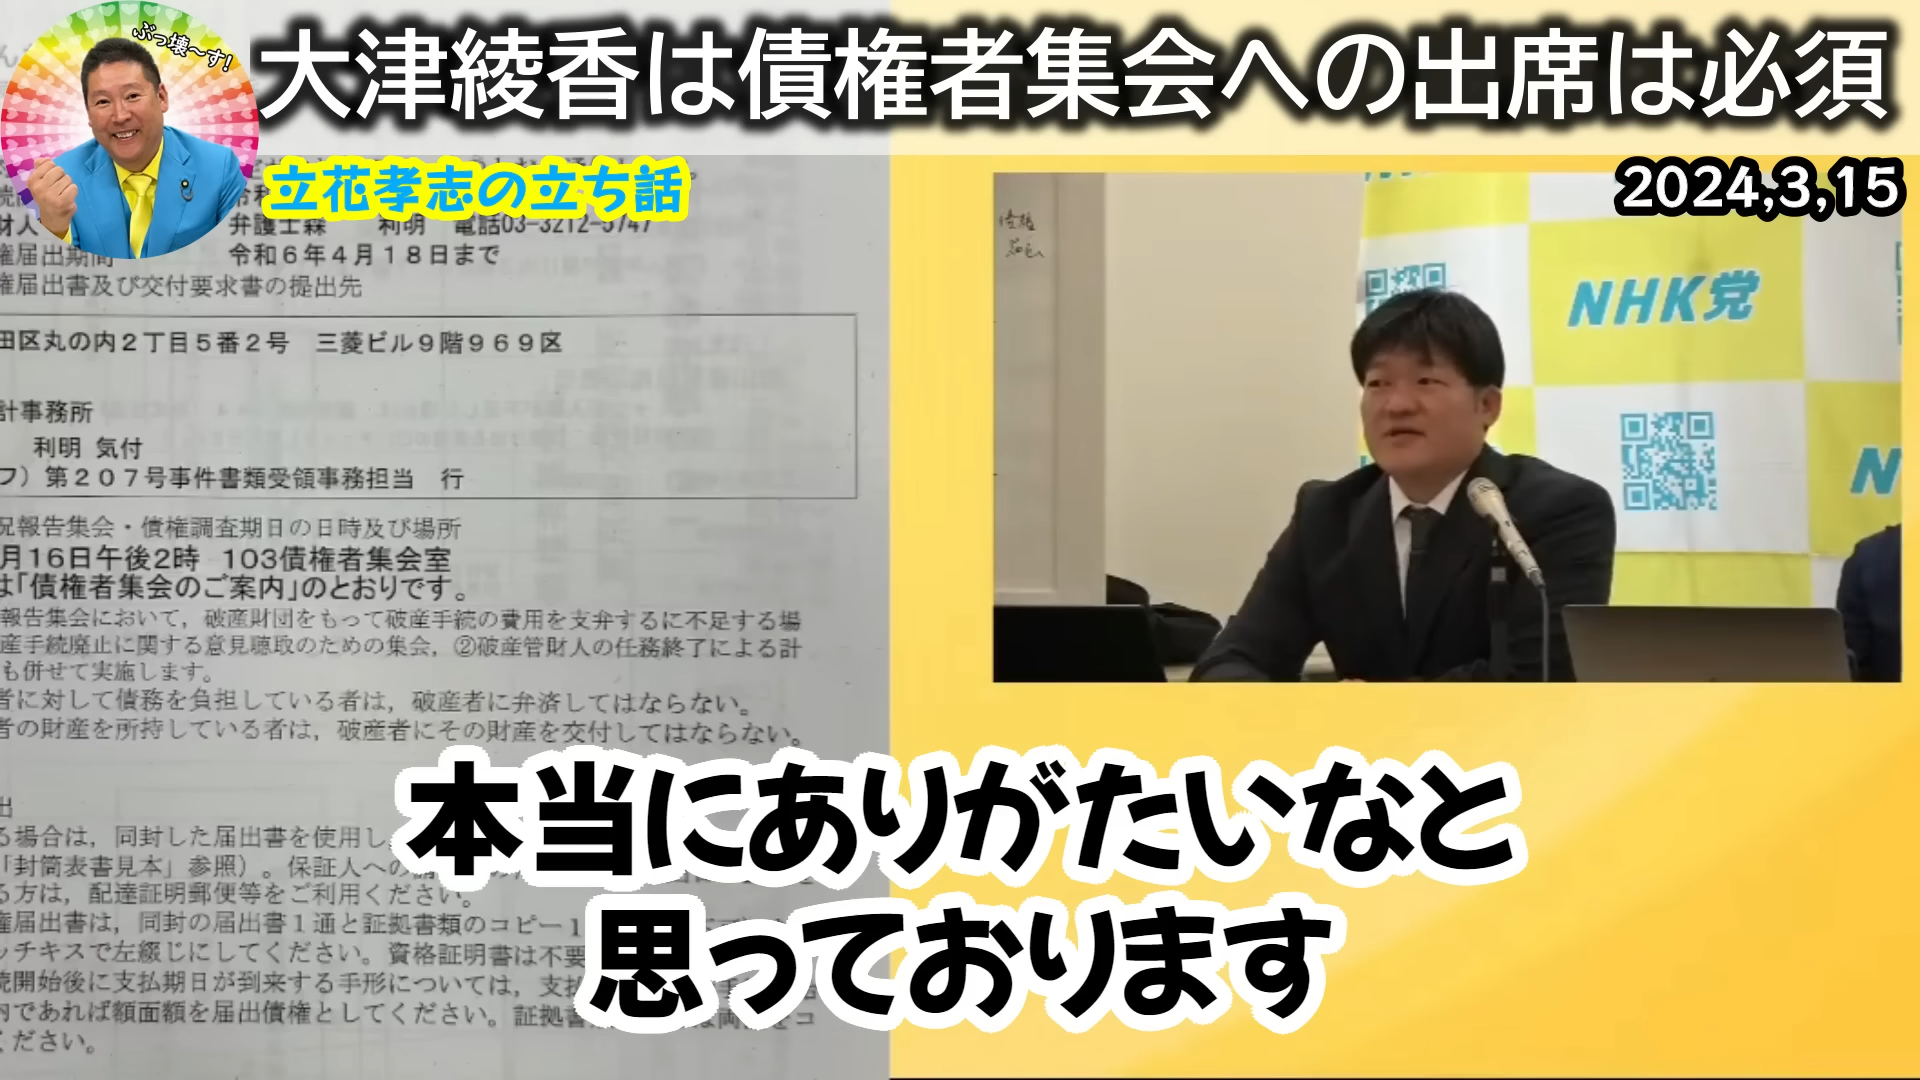 ぶっ壊〜す!
大津綾香は債権者集会への出席は必須
立花孝志の立ち話
2024,3,15
弁護士森 利明 電話03-3212-5747
権届出期間 令和6年4月18日まで
権届出書及び交付要求書の提出先
田区丸の内2丁目5番2号 三菱ビル9階969区
計事務所
利明 気付
フ)第207号事件書類受領事務担当 行
況報告集会・債権調査期日の日時及び場所
月16日午後2時 103債権者集会室
は「債権者集会のご案内」のとおりです。
報告集会において,破産財団をもって破産手続の費用を支弁するに不足する場
産手続廃止に関する意見聴取のための集会,②破産管財人の任務終了による計
も併せて実施します。
者に対して債務を負担している者は,破産者に弁済してはならない。
者の財産を所持している者は,破産者にその財産を交付してはならない。
出
る場合は,同封した届出書を使用し
「封筒表書見本」参照)。保証人への
る方は,配達証明郵便等をご利用ください。
権届出書は,同封の届出書1通と証拠書類のコピー1
ッチキスで左綴じにしてください。資格証明書は不要
続開始後に支払期日が到来する手形については,支払
内であれば額面額を届出債権としてください。証拠書
ください。
債権
NHK党
N
本当にありがたいなと
思っております